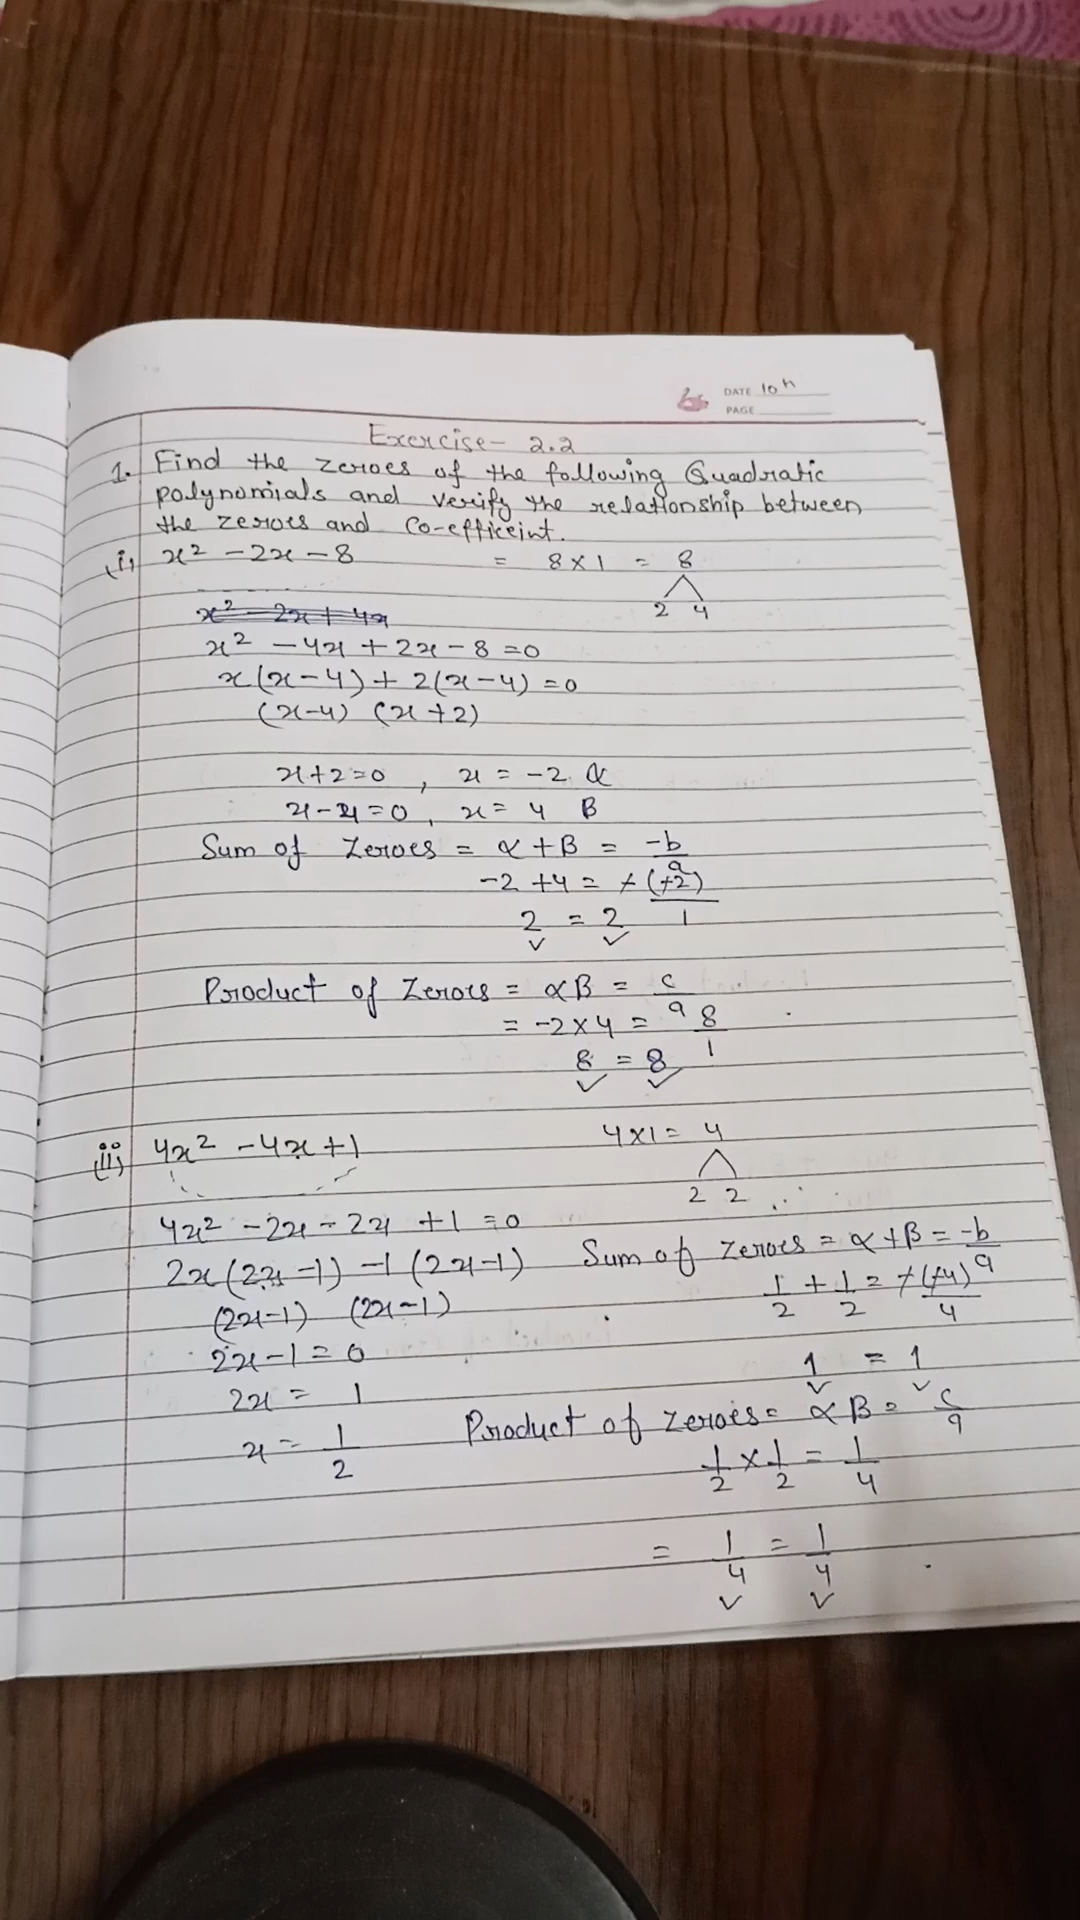 DATE 10th
PAGE
Exercise- 2.2
1. Find the zeroes of the following Quadratic
polynomials and verify the relationship between
the zeroes and Co-efficeint.
(i) x² - 2x - 8 = 8 × 1 = 8
2 4
x² - 2x + 4x
x² - 4x + 2x - 8 = 0
x(x-4) + 2(x-4) = 0
(x-4) (x+2)
x+2=0 , x = -2 α
x-4=0, x = 4 β
Sum of Zeroes = α + β = -b/a
-2 + 4 = -(-2)/1
2 = 2
Product of Zeroes = αβ = c/a
= -2 × 4 = 8/1
8 = 8
(ii) 4x² - 4x + 1 4×1 = 4
2 2
4x² - 2x - 2x + 1 = 0
2x(2x-1) -1(2x-1) Sum of zeroes = α + β = -b/a
(2x-1) (2x-1) 1/2 + 1/2 = -(-4)/4
2x-1 = 0 1 = 1
2x = 1 Product of zeroes = αβ = c/a
x = 1/2 1/2 × 1/2 = 1/4
= 1/4 = 1/4